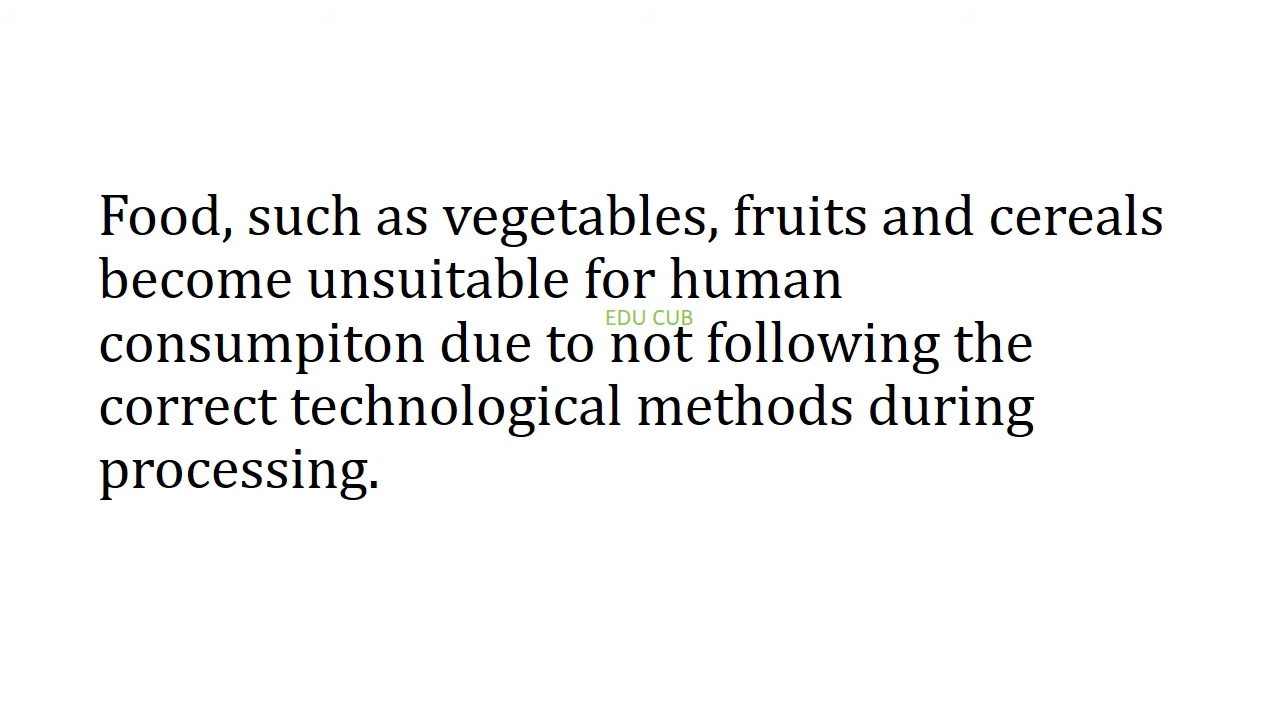 Food, such as vegetables, fruits and cereals
become unsuitable for human
EDU CUB
consumpiton due to not following the
correct technological methods during
processing.